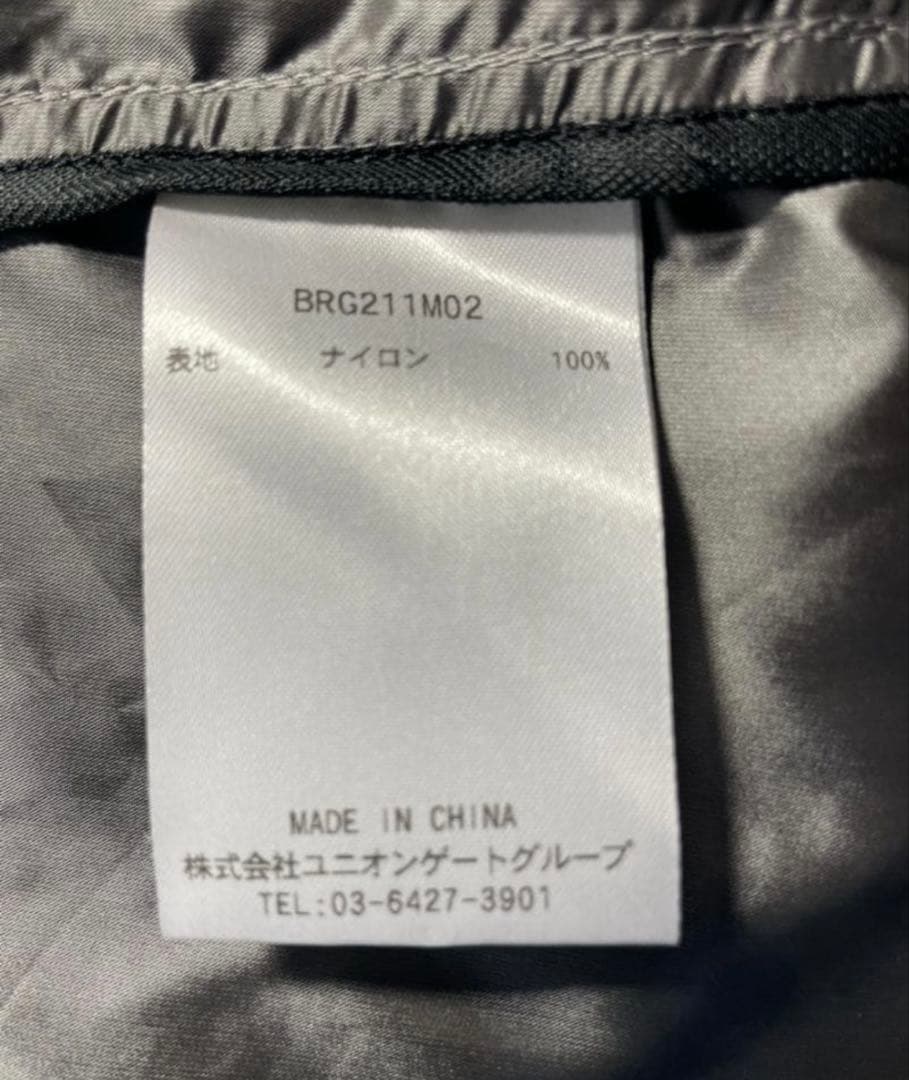 BRG211M02
表地 ナイロン 100%
MADE IN CHINA
株式会社ユニオンゲートグループ
TEL:03-6427-3901